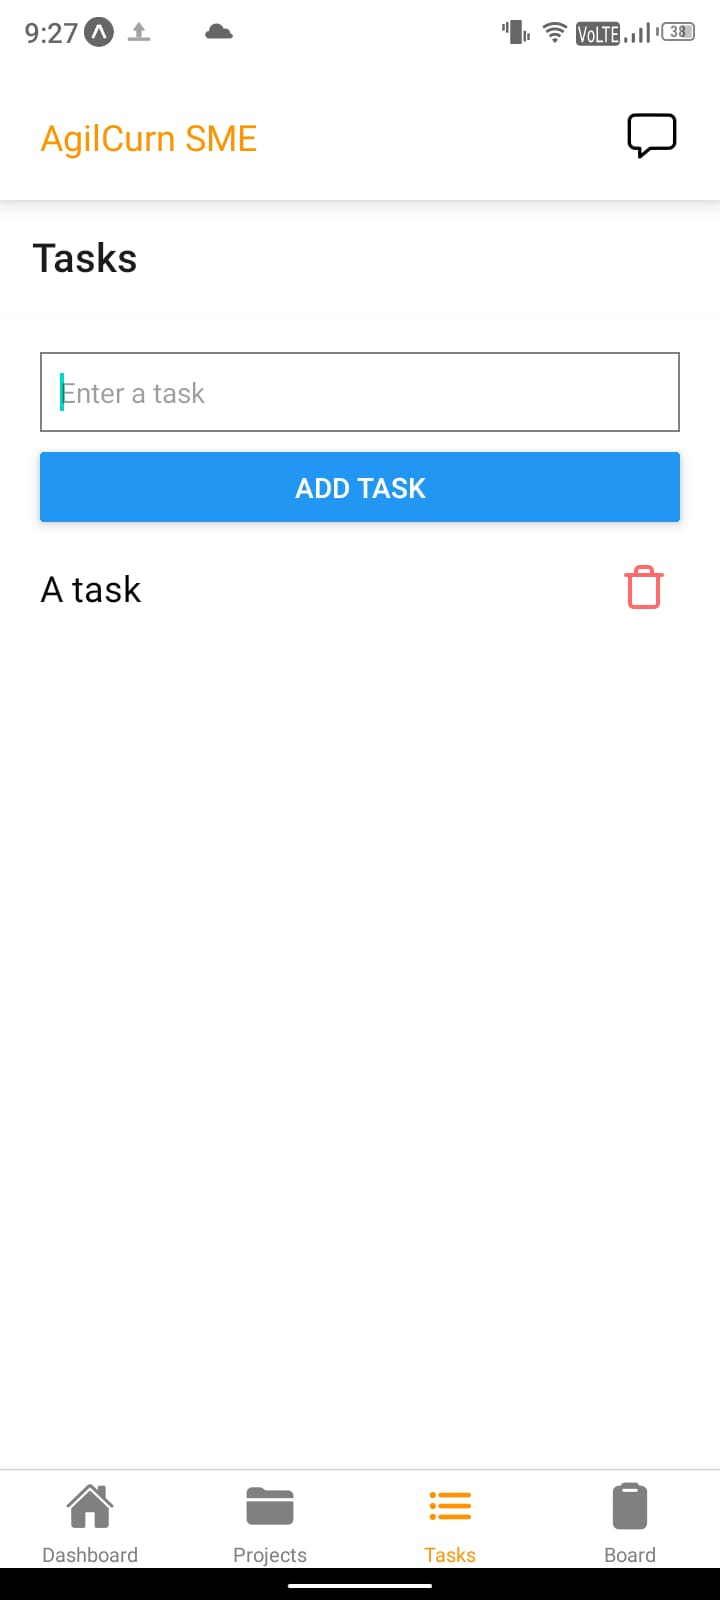 9:27 VoLTE 38
AgilCurn SME
Tasks
Enter a task
ADD TASK
A task
Dashboard Projects Tasks Board